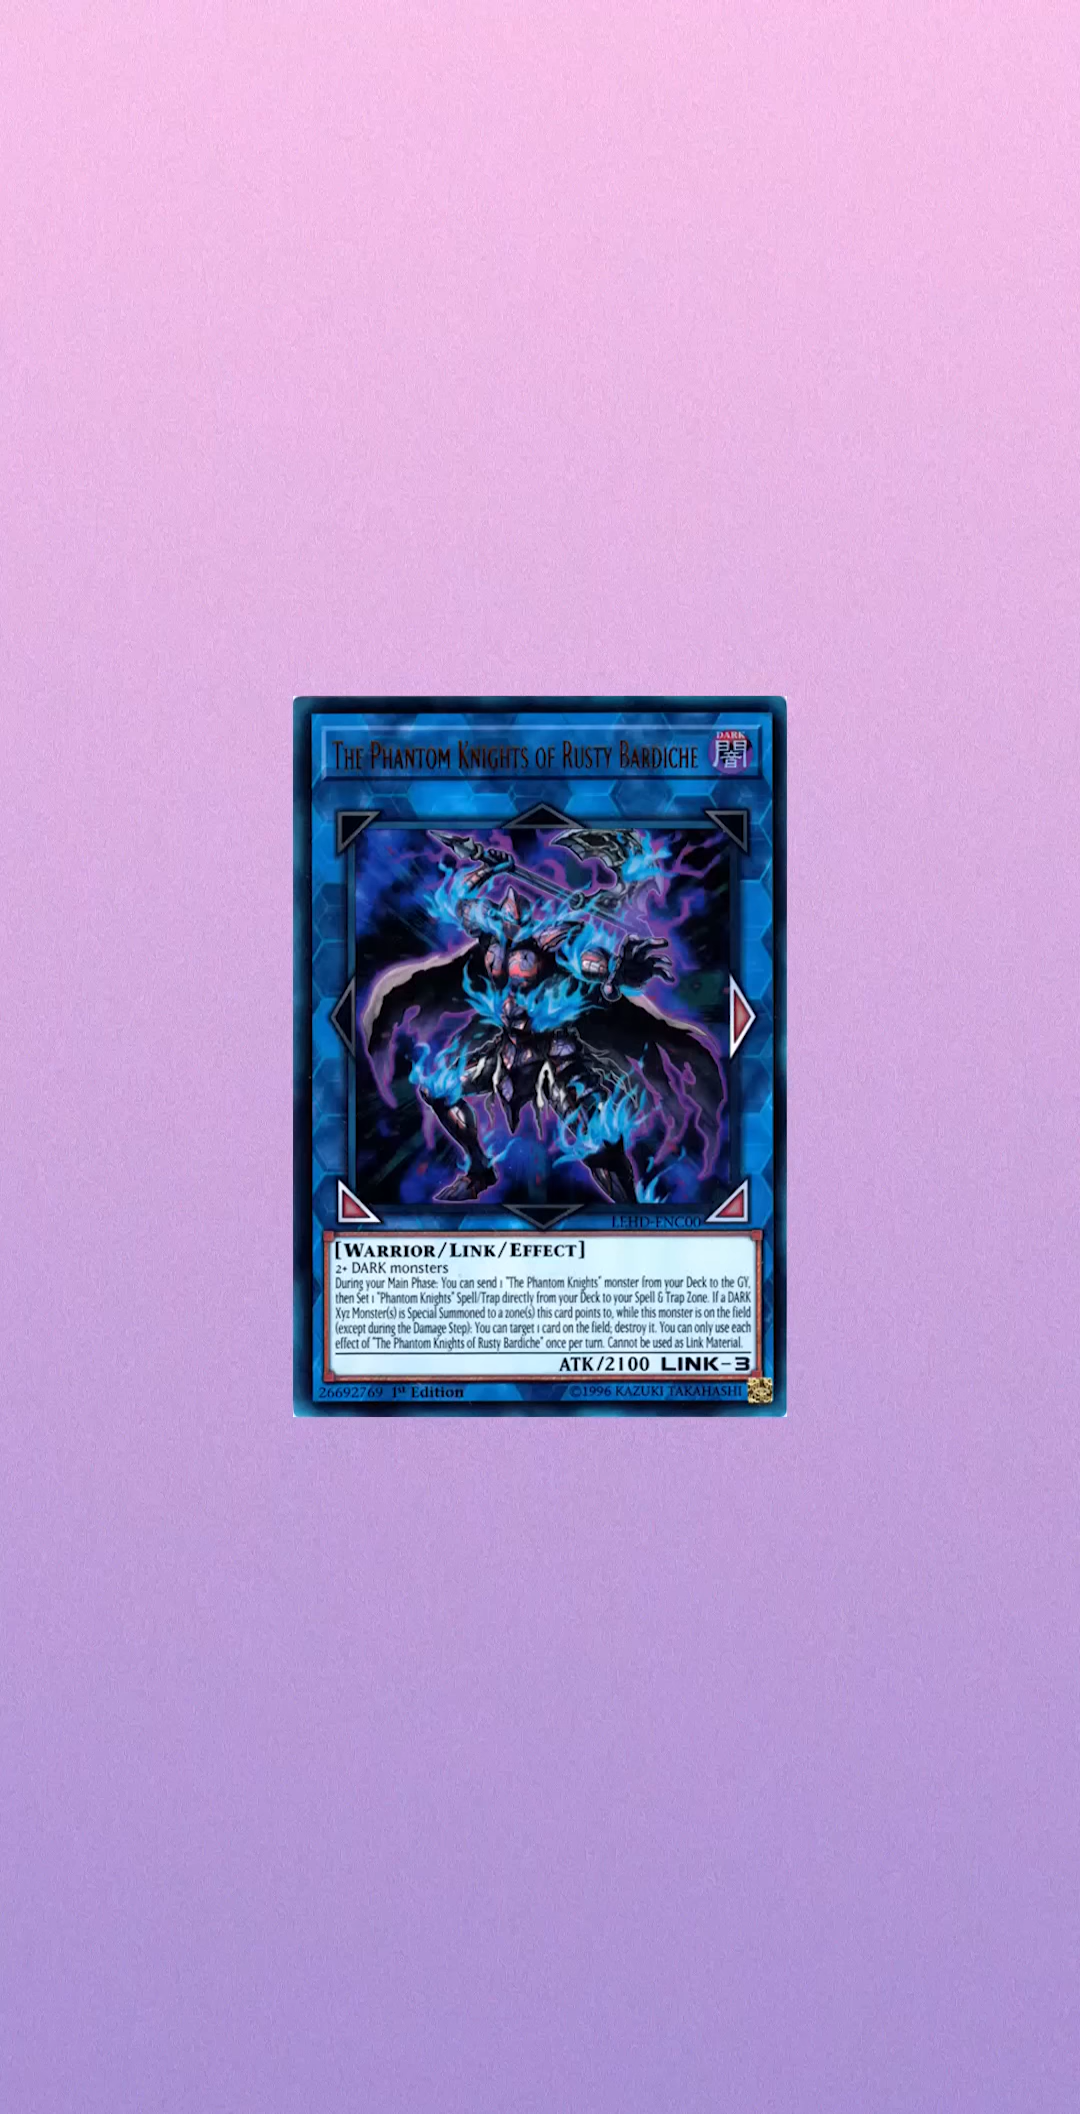 THE PHANTOM KNIGHTS OF RUSTY BARDICHE
DARK
闇
LEHD-ENC00
[WARRIOR/LINK/EFFECT]
2+ DARK monsters
During your Main Phase: You can send 1 "The Phantom Knights" monster from your Deck to the GY,
then Set 1 "Phantom Knights" Spell/Trap directly from your Deck to your Spell & Trap Zone. If a DARK
Xyz Monster(s) is Special Summoned to a zone(s) this card points to, while this monster is on the field
(except during the Damage Step): You can target 1 card on the field; destroy it. You can only use each
effect of "The Phantom Knights of Rusty Bardiche" once per turn. Cannot be used as Link Material.
ATK/2100 LINK-3
26692769 1st Edition
©1996 KAZUKI TAKAHASHI